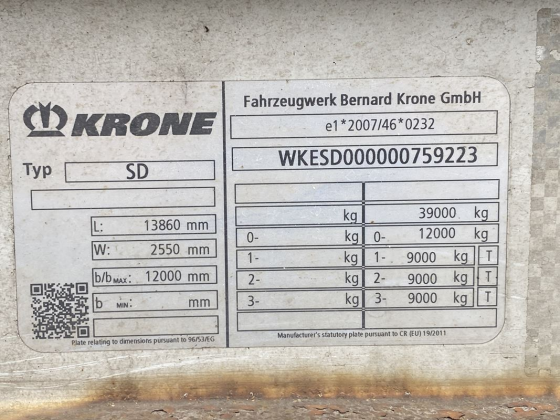 KRONE
Typ SD
L: 13860 mm
W: 2550 mm
b/b MAX: 12000 mm
b MIN: mm
Plate relating to dimensions pursuant to 96/53/EG
Fahrzeugwerk Bernard Krone GmbH
e1*2007/46*0232
WKESD000000759223
kg 39000 kg
0- kg 0- 12000 kg
1- kg 1- 9000 kg T
2- kg 2- 9000 kg T
3- kg 3- 9000 kg T
Manufacturer's statutory plate pursuant to CR (EU) 19/2011